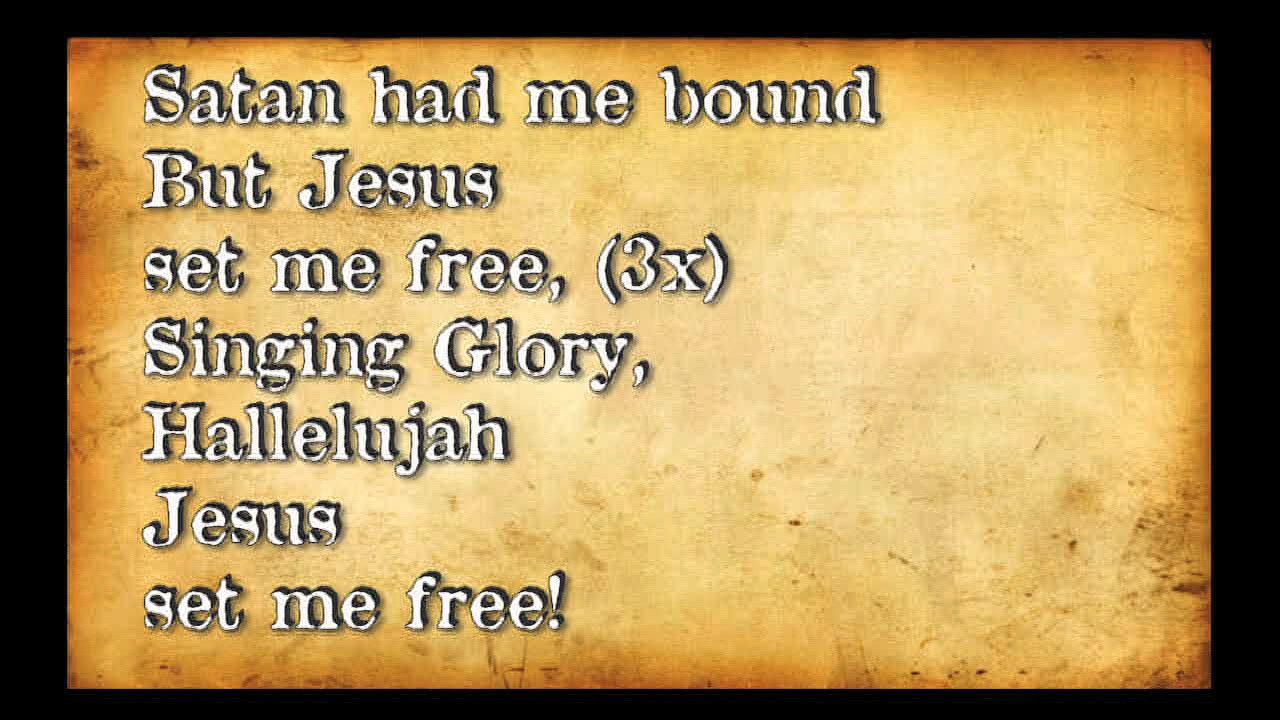 Satan had me bound
But Jesus
set me free, (3x)
Singing Glory,
Hallelujah
Jesus
set me free!